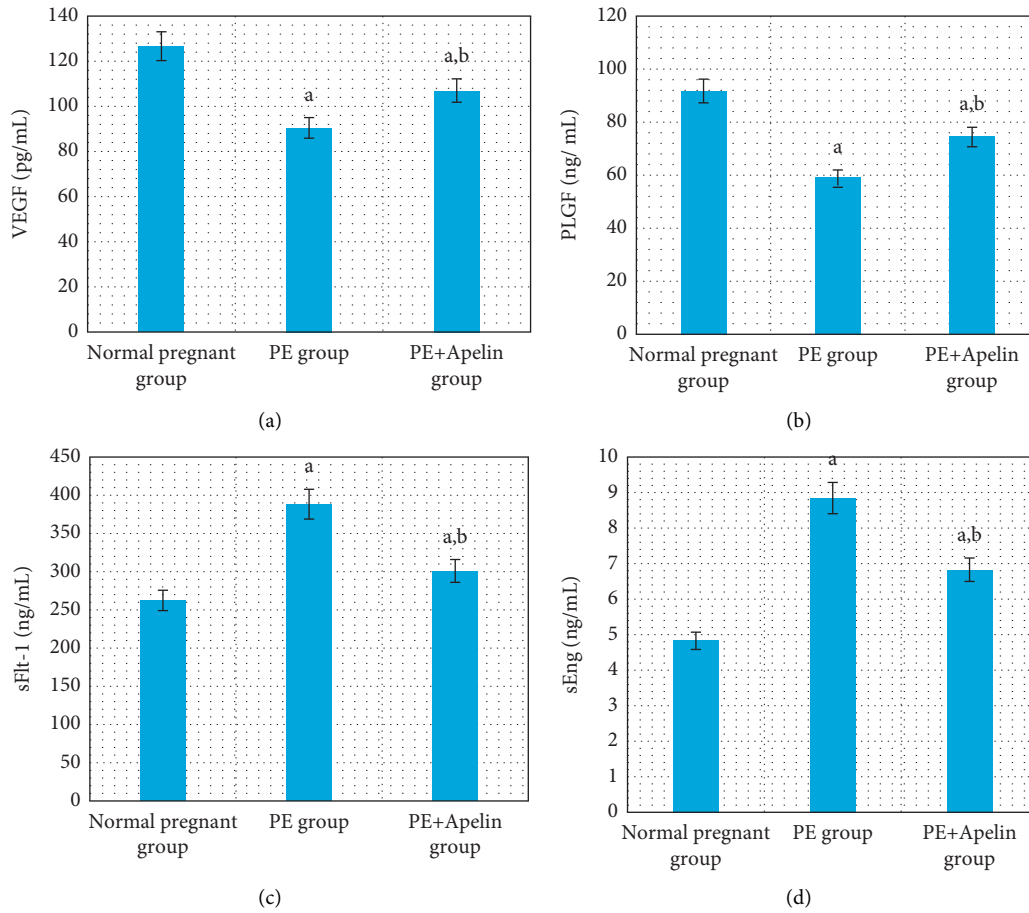 VEGF (pg/mL)
140
120
100
80
60
40
20
0
a
a,b
Normal pregnant
group
PE group
PE+Apelin
group
(a)
PLGF (ng/ mL)
120
100
80
60
40
20
0
a
a,b
Normal pregnant
group
PE group
PE+Apelin
group
(b)
sFlt-1 (ng/mL)
450
400
350
300
250
200
150
100
50
0
a
a,b
Normal pregnant
group
PE group
PE+Apelin
group
(c)
sEng (ng/mL)
10
9
8
7
6
5
4
3
2
1
0
a
a,b
Normal pregnant
group
PE group
PE+Apelin
group
(d)